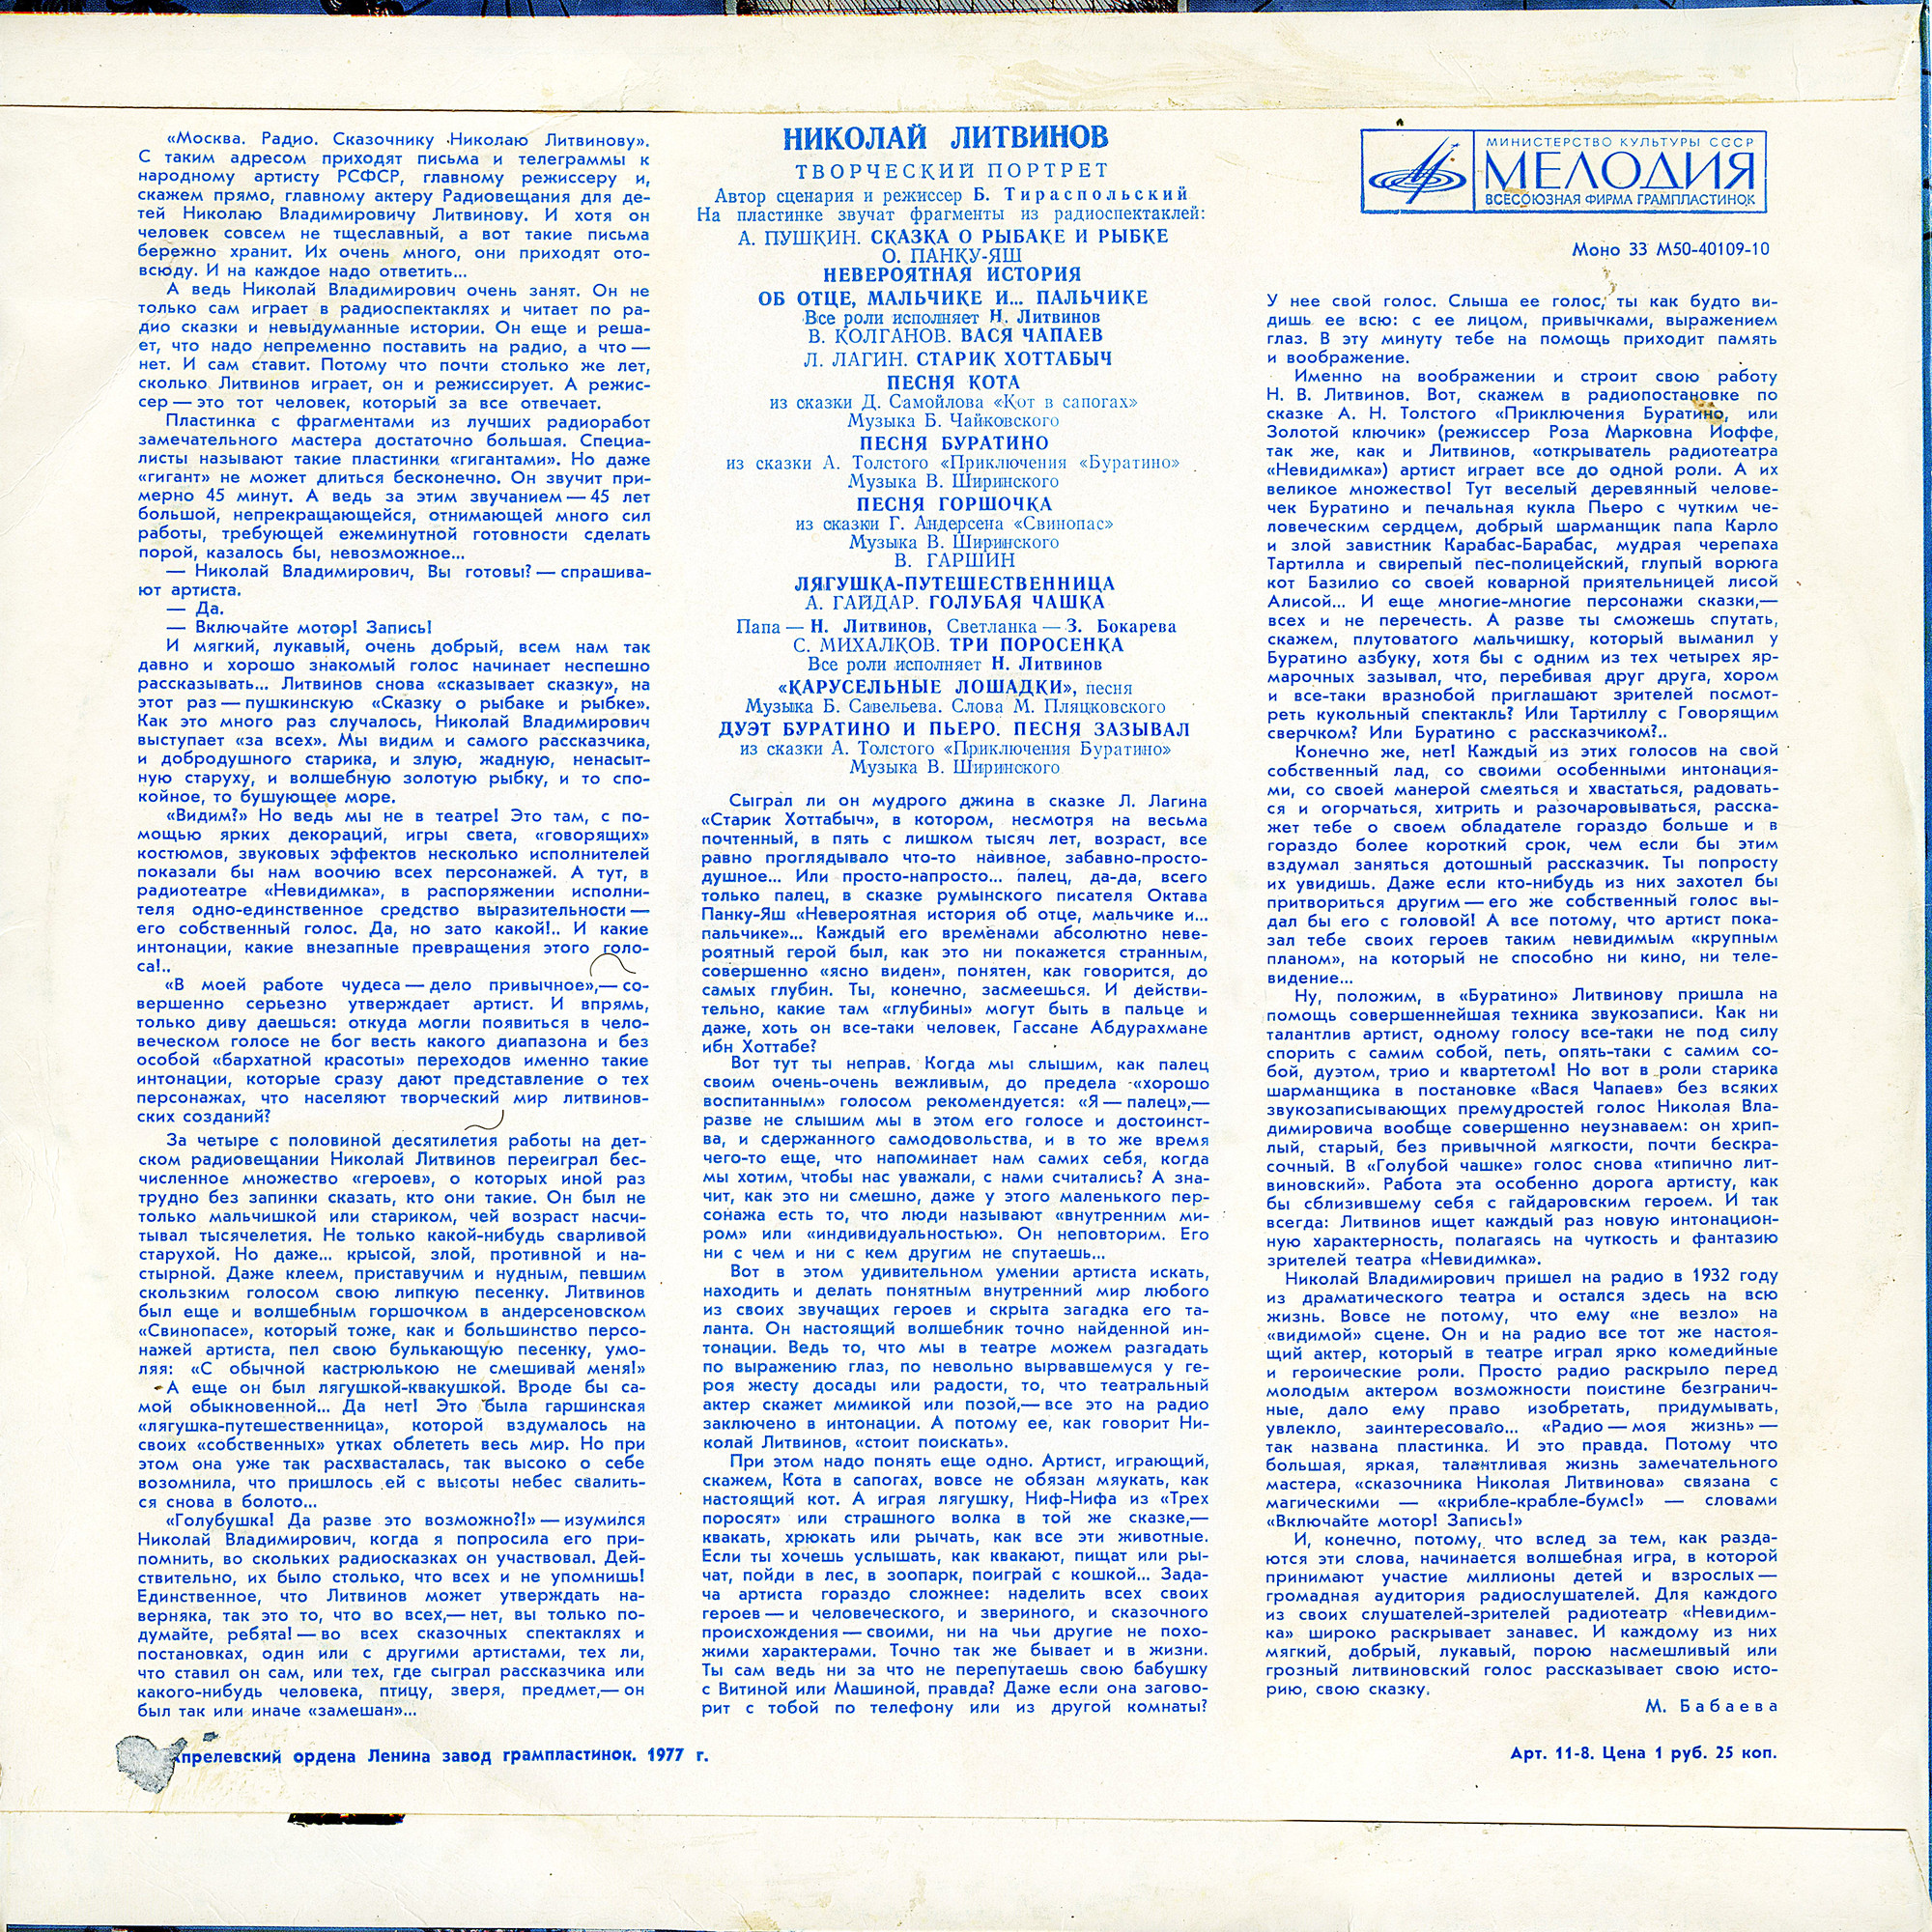 «Москва. Радио. Сказочнику Николаю Литвинову».
С таким адресом приходят письма и телеграммы к
народному артисту РСФСР, главному режиссеру и,
скажем прямо, главному актеру Радиовещания для де-
тей Николаю Владимировичу Литвинову. И хотя он
человек совсем не тщеславный, а вот такие письма
бережно хранит. Их очень много, они приходят ото-
всюду. И на каждое надо ответить...
А ведь Николай Владимирович очень занят. Он не
только сам играет в радиоспектаклях и читает по ра-
дио сказки и невыдуманные истории. Он еще и реша-
ет, что надо непременно поставить на радио, а что —
нет. И сам ставит. Потому что почти столько же лет,
сколько Литвинов играет, он и режиссирует. А режис-
сер — это тот человек, который за все отвечает.
Пластинка с фрагментами из лучших радиоработ
замечательного мастера достаточно большая. Специа-
листы называют такие пластинки «гигантами». Но даже
«гигант» не может длиться бесконечно. Он звучит при-
мерно 45 минут. А ведь за этим звучанием — 45 лет
большой, непрекращающейся, отнимающей много сил
работы, требующей ежеминутной готовности сделать
порой, казалось бы, невозможное...
— Николай Владимирович, Вы готовы? — спрашива-
ют артиста.
— Да.
— Включайте мотор! Запись!
И мягкий, лукавый, очень добрый, всем нам так
давно и хорошо знакомый голос начинает неспешно
рассказывать... Литвинов снова «сказывает сказку», на
этот раз — пушкинскую «Сказку о рыбаке и рыбке».
Как это много раз случалось, Николай Владимирович
выступает «за всех». Мы видим и самого рассказчика,
и добродушного старика, и злую, жадную, ненасыт-
ную старуху, и волшебную золотую рыбку, и то спо-
койное, то бушующее море.
«Видим?» Но ведь мы не в театре! Это там, с по-
мощью ярких декораций, игры света, «говорящих»
костюмов, звуковых эффектов несколько исполнителей
показали бы нам воочию всех персонажей. А тут, в
радиотеатре «Невидимка», в распоряжении исполни-
теля одно-единственное средство выразительности —
его собственный голос. Да, но зато какой!.. И какие
интонации, какие внезапные превращения этого голо-
са!..
«В моей работе чудеса — дело привычное»,— со-
вершенно серьезно утверждает артист. И впрямь,
только диву даешься: откуда могли появиться в чело-
веческом голосе не бог весть какого диапазона и без
особой «бархатной красоты» переходов именно такие
интонации, которые сразу дают представление о тех
персонажах, что населяют творческий мир литвинов-
ских созданий?
За четыре с половиной десятилетия работы на дет-
ском радиовещании Николай Литвинов переиграл бес-
численное множество «героев», о которых иной раз
трудно без запинки сказать, кто они такие. Он был не
только мальчишкой или стариком, чей возраст насчи-
тывал тысячелетия. Не только какой-нибудь сварливой
старухой. Но даже... крысой, злой, противной и на-
стырной. Даже клеем, приставучим и нудным, певшим
скользким голосом свою липкую песенку. Литвинов
был еще и волшебным горшочком в андерсеновском
«Свинопасе», который тоже, как и большинство персо-
нажей артиста, пел свою булькающую песенку, умо-
ляя: «С обычной кастрюлькою не смешивай меня!»
А еще он был лягушкой-квакушкой. Вроде бы са-
мой обыкновенной... Да нет! Это была гаршинская
«лягушка-путешественница», которой вздумалось на
своих «собственных» утках облететь весь мир. Но при
этом она уже так расхвасталась, так высоко о себе
возомнила, что пришлось ей с высоты небес свалить-
ся снова в болото...
«Голубушка! Да разве это возможно?!» — изумился
Николай Владимирович, когда я попросила его при-
помнить, во скольких радиосказках он участвовал. Дей-
ствительно, их было столько, что всех и не упомнишь!
Единственное, что Литвинов может утверждать на-
верняка, так это то, что во всех,— нет, вы только по-
думайте, ребята! — во всех сказочных спектаклях и
постановках, один или с другими артистами, тех ли,
что ставил он сам, или тех, где сыграл рассказчика или
какого-нибудь человека, птицу, зверя, предмет,— он
был так или иначе «замешан»...
НИКОЛАЙ ЛИТВИНОВ
ТВОРЧЕСКИЙ ПОРТРЕТ
Автор сценария и режиссер Б. Тираспольский
На пластинке звучат фрагменты из радиоспектаклей:
А. ПУШКИН. СКАЗКА О РЫБАКЕ И РЫБКЕ
О. ПАНКУ-ЯШ
НЕВЕРОЯТНАЯ ИСТОРИЯ
ОБ ОТЦЕ, МАЛЬЧИКЕ И... ПАЛЬЧИКЕ
Все роли исполняет Н. Литвинов
В. КОЛГАНОВ. ВАСЯ ЧАПАЕВ
Л. ЛАГИН. СТАРИК ХОТТАБЫЧ
ПЕСНЯ КОТА
из сказки Д. Самойлова «Кот в сапогах»
Музыка Б. Чайковского
ПЕСНЯ БУРАТИНО
из сказки А. Толстого «Приключения «Буратино»
Музыка В. Ширинского
ПЕСНЯ ГОРШОЧКА
из сказки Г. Андерсена «Свинопас»
Музыка В. Ширинского
В. ГАРШИН
ЛЯГУШКА-ПУТЕШЕСТВЕННИЦА
А. ГАЙДАР. ГОЛУБАЯ ЧАШКА
Папа — Н. Литвинов, Светланка — З. Бокарева
С. МИХАЛКОВ. ТРИ ПОРОСЕНКА
Все роли исполняет Н. Литвинов
«КАРУСЕЛЬНЫЕ ЛОШАДКИ», песня
Музыка Б. Савельева. Слова М. Пляцковского
ДУЭТ БУРАТИНО И ПЬЕРО. ПЕСНЯ ЗАЗЫВАЛ
из сказки А. Толстого «Приключения Буратино»
Музыка В. Ширинского
Сыграл ли он мудрого джина в сказке Л. Лагина
«Старик Хоттабыч», в котором, несмотря на весьма
почтенный, в пять с лишком тысяч лет, возраст, все
равно проглядывало что-то наивное, забавно-просто-
душное... Или просто-напросто... палец, да-да, всего
только палец, в сказке румынского писателя Октава
Панку-Яш «Невероятная история об отце, мальчике и...
пальчике»... Каждый его временами абсолютно неве-
роятный герой был, как это ни покажется странным,
совершенно «ясно виден», понятен, как говорится, до
самых глубин. Ты, конечно, засмеешься. И действи-
тельно, какие там «глубины» могут быть в пальце и
даже, хоть он все-таки человек, Гассане Абдурахмане
ибн Хоттабе?
Вот тут ты неправ. Когда мы слышим, как палец
своим очень-очень вежливым, до предела «хорошо
воспитанным» голосом рекомендуется: «Я — палец»,—
разве не слышим мы в этом его голосе и достоинст-
ва, и сдержанного самодовольства, и в то же время
чего-то еще, что напоминает нам самих себя, когда
мы хотим, чтобы нас уважали, с нами считались? А зна-
чит, как это ни смешно, даже у этого маленького пер-
сонажа есть то, что люди называют «внутренним ми-
ром» или «индивидуальностью». Он неповторим. Его
ни с чем и ни с кем другим не спутаешь...
Вот в этом удивительном умении артиста искать,
находить и делать понятным внутренний мир любого
из своих звучащих героев и скрыта загадка его та-
ланта. Он настоящий волшебник точно найденной ин-
тонации. Ведь то, что мы в театре можем разгадать
по выражению глаз, по невольно вырвавшемуся у ге-
роя жесту досады или радости, то, что театральный
актер скажет мимикой или позой,— все это на радио
заключено в интонации. А потому ее, как говорит Ни-
колай Литвинов, «стоит поискать».
При этом надо понять еще одно. Артист, играющий,
скажем, Кота в сапогах, вовсе не обязан мяукать, как
настоящий кот. А играя лягушку, Ниф-Нифа из «Трех
поросят» или страшного волка в той же сказке,—
квакать, хрюкать или рычать, как все эти животные.
Если ты хочешь услышать, как квакают, пищат или ры-
чат, пойди в лес, в зоопарк, поиграй с кошкой... Зада-
ча артиста гораздо сложнее: наделить всех своих
героев — и человеческого, и звериного, и сказочного
происхождения — своими, ни на чьи другие не похо-
жими характерами. Точно так же бывает и в жизни.
Ты сам ведь ни за что не перепутаешь свою бабушку
с Витиной или Машиной, правда? Даже если она загово-
рит с тобой по телефону или из другой комнаты?
МИНИСТЕРСТВО КУЛЬТУРЫ СССР
МЕЛОДИЯ
ВСЕСОЮЗНАЯ ФИРМА ГРАМПЛАСТИНОК
Моно 33 М50-40109-10
У нее свой голос. Слыша ее голос, ты как будто ви-
дишь ее всю: с ее лицом, привычками, выражением
глаз. В эту минуту тебе на помощь приходит память
и воображение.
Именно на воображении и строит свою работу
Н. В. Литвинов. Вот, скажем в радиопостановке по
сказке А. Н. Толстого «Приключения Буратино, или
Золотой ключик» (режиссер Роза Марковна Иоффе,
так же, как и Литвинов, «открыватель радиотеатра
«Невидимка») артист играет все до одной роли. А их
великое множество! Тут веселый деревянный челове-
чек Буратино и печальная кукла Пьеро с чутким че-
ловеческим сердцем, добрый шарманщик папа Карло
и злой завистник Карабас-Барабас, мудрая черепаха
Тартилла и свирепый пес-полицейский, глупый ворюга
кот Базилио со своей коварной приятельницей лисой
Алисой... И еще многие-многие персонажи сказки,—
всех и не перечесть. А разве ты сможешь спутать,
скажем, плутоватого мальчишку, который выманил у
Буратино азбуку, хотя бы с одним из тех четырех яр-
марочных зазывал, что, перебивая друг друга, хором
и все-таки вразнобой приглашают зрителей посмот-
реть кукольный спектакль? Или Тартиллу с Говорящим
сверчком? Или Буратино с рассказчиком?..
Конечно же, нет! Каждый из этих голосов на свой
собственный лад, со своими особенными интонация-
ми, со своей манерой смеяться и хвастаться, радовать-
ся и огорчаться, хитрить и разочаровываться, расска-
жет тебе о своем обладателе гораздо больше и в
гораздо более короткий срок, чем если бы этим
вздумал заняться дотошный рассказчик. Ты попросту
их увидишь. Даже если кто-нибудь из них захотел бы
притвориться другим — его же собственный голос вы-
дал бы его с головой! А все потому, что артист пока-
зал тебе своих героев таким невидимым «крупным
планом», на который не способно ни кино, ни теле-
видение...
Ну, положим, в «Буратино» Литвинову пришла на
помощь совершеннейшая техника звукозаписи. Как ни
талантлив артист, одному голосу все-таки не под силу
спорить с самим собой, петь, опять-таки с самим со-
бой, дуэтом, трио и квартетом! Но вот в роли старика
шарманщика в постановке «Вася Чапаев» без всяких
звукозаписывающих премудростей голос Николая Вла-
димировича вообще совершенно неузнаваем: он хрип-
лый, старый, без привычной мягкости, почти бескра-
сочный. В «Голубой чашке» голос снова «типично лит-
виновский». Работа эта особенно дорога артисту, как
бы сблизившему себя с гайдаровским героем. И так
всегда: Литвинов ищет каждый раз новую интонацион-
ную характерность, полагаясь на чуткость и фантазию
зрителей театра «Невидимка».
Николай Владимирович пришел на радио в 1932 году
из драматического театра и остался здесь на всю
жизнь. Вовсе не потому, что ему «не везло» на
«видимой» сцене. Он и на радио все тот же настоя-
щий актер, который в театре играл ярко комедийные
и героические роли. Просто радио раскрыло перед
молодым актером возможности поистине безгранич-
ные, дало ему право изобретать, придумывать,
увлекло, заинтересовало... «Радио — моя жизнь» —
так названа пластинка. И это правда. Потому что
большая, яркая, талантливая жизнь замечательного
мастера, «сказочника Николая Литвинова» связана с
магическими — «крибле-крабле-бумс!» — словами
«Включайте мотор! Запись!»
И, конечно, потому, что вслед за тем, как разда-
ются эти слова, начинается волшебная игра, в которой
принимают участие миллионы детей и взрослых —
громадная аудитория радиослушателей. Для каждого
из своих слушателей-зрителей радиотеатр «Невидим-
ка» широко раскрывает занавес. И каждому из них
мягкий, добрый, лукавый, порою насмешливый или
грозный литвиновский голос рассказывает свою исто-
рию, свою сказку.
М. Бабаева
Апрелевский ордена Ленина завод грампластинок. 1977 г.
Арт. 11-8. Цена 1 руб. 25 коп.